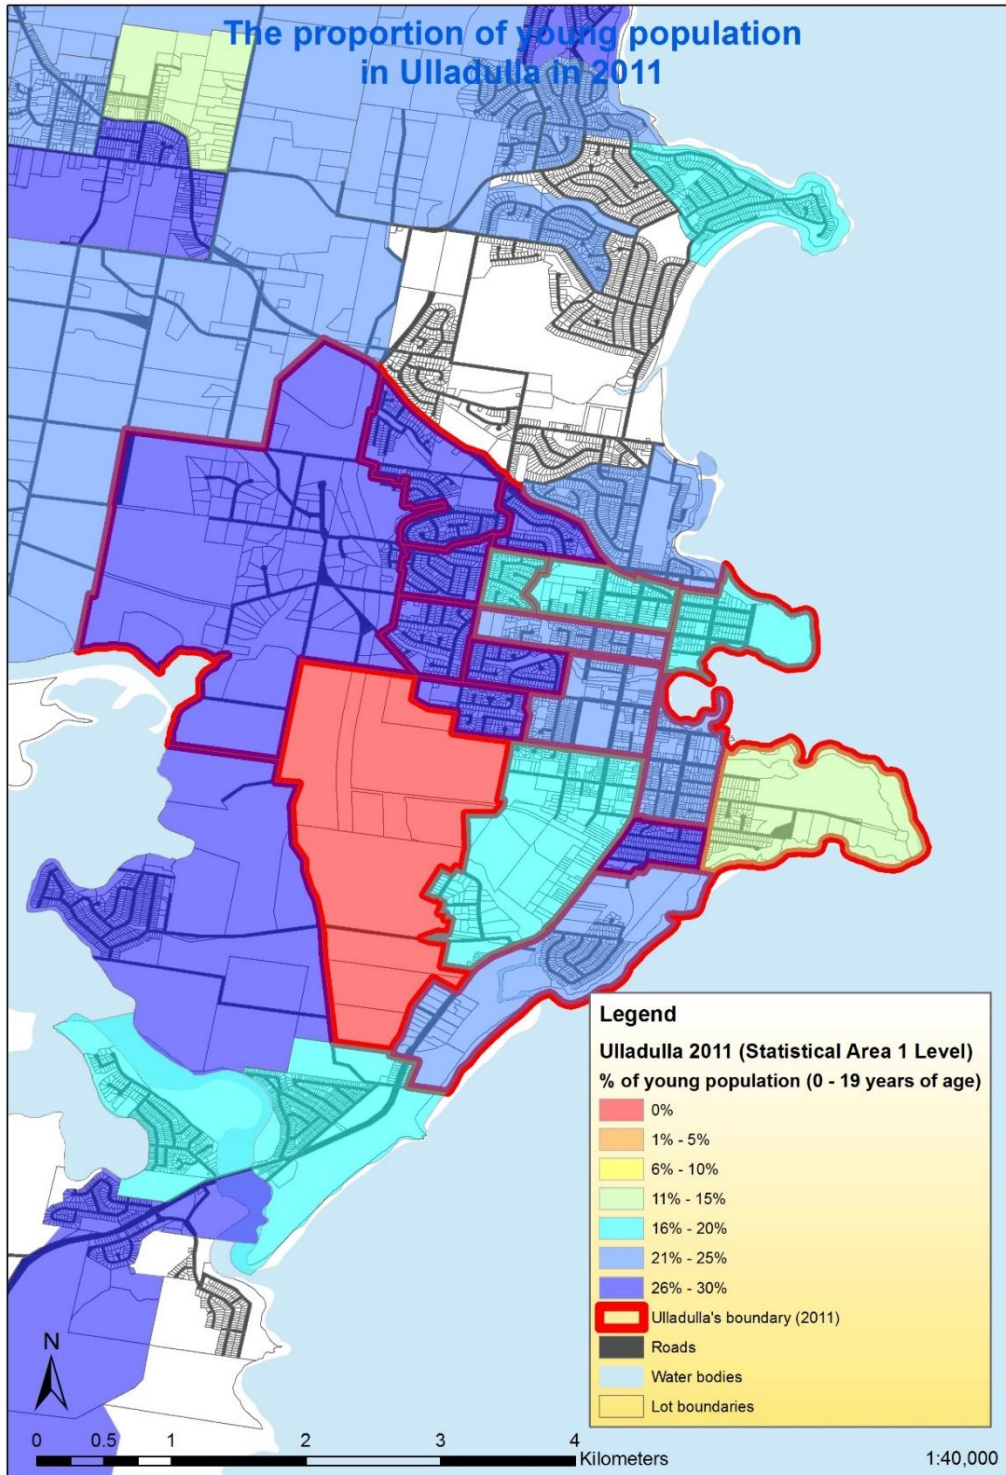 The proportion of young population
in Ulladulla in 2011
Legend
Ulladulla 2011 (Statistical Area 1 Level)
% of young population (0 - 19 years of age)
0%
1% - 5%
6% - 10%
11% - 15%
16% - 20%
21% - 25%
26% - 30%
Ulladulla's boundary (2011)
Roads
Water bodies
Lot boundaries
N
0 0.5 1 2 3 4
Kilometers
1:40,000